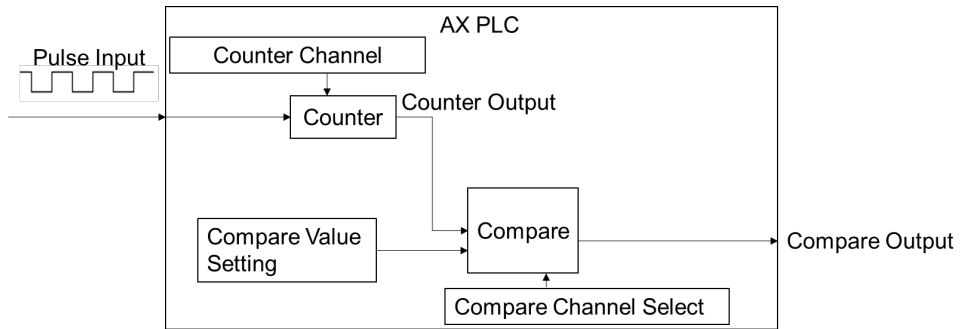 AX PLC
Pulse Input
Counter Channel
Counter Output
Counter
Compare Value
Setting
Compare
Compare Output
Compare Channel Select